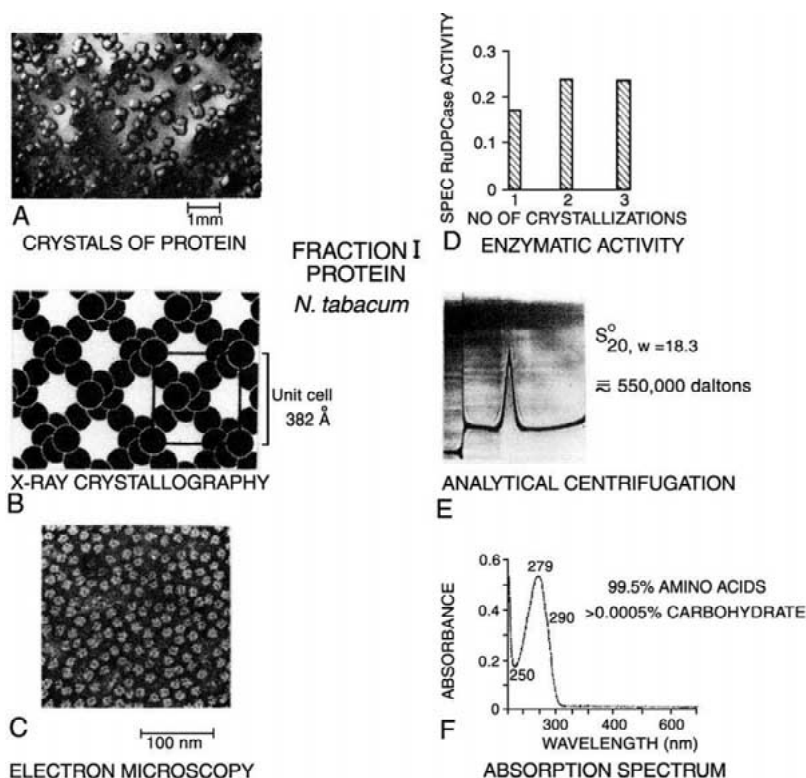 1mm
A
CRYSTALS OF PROTEIN
FRACTION I
PROTEIN
N. tabacum
Unit cell
382 Å
X-RAY CRYSTALLOGRAPHY
B
C
100 nm
ELECTRON MICROSCOPY
SPEC RuDPCase ACTIVITY
0.3
0.2
0.1
0
1 2 3
NO OF CRYSTALLIZATIONS
D ENZYMATIC ACTIVITY
S°20, w =18.3
≂ 550,000 daltons
ANALYTICAL CENTRIFUGATION
E
ABSORBANCE
0.6
0.4
0.2
0
279
290
250
99.5% AMINO ACIDS
>0.0005% CARBOHYDRATE
300 400 600
WAVELENGTH (nm)
F
ABSORPTION SPECTRUM